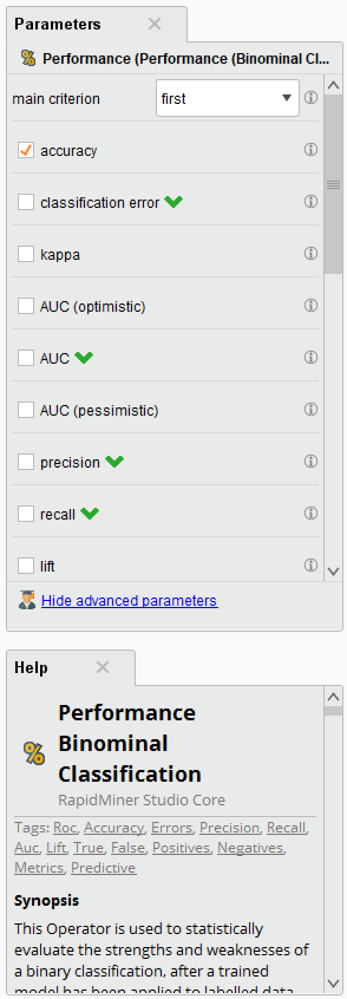 Parameters
Performance (Performance (Binominal Cl...
main criterion first
accuracy
classification error
kappa
AUC (optimistic)
AUC
AUC (pessimistic)
precision
recall
lift
Hide advanced parameters
Help
Performance
Binominal
Classification
RapidMiner Studio Core
Tags: Roc, Accuracy, Errors, Precision, Recall,
Auc, Lift, True, False, Positives, Negatives,
Metrics, Predictive
Synopsis
This Operator is used to statistically
evaluate the strengths and weaknesses of
a binary classification, after a trained
model has been applied to labelled data